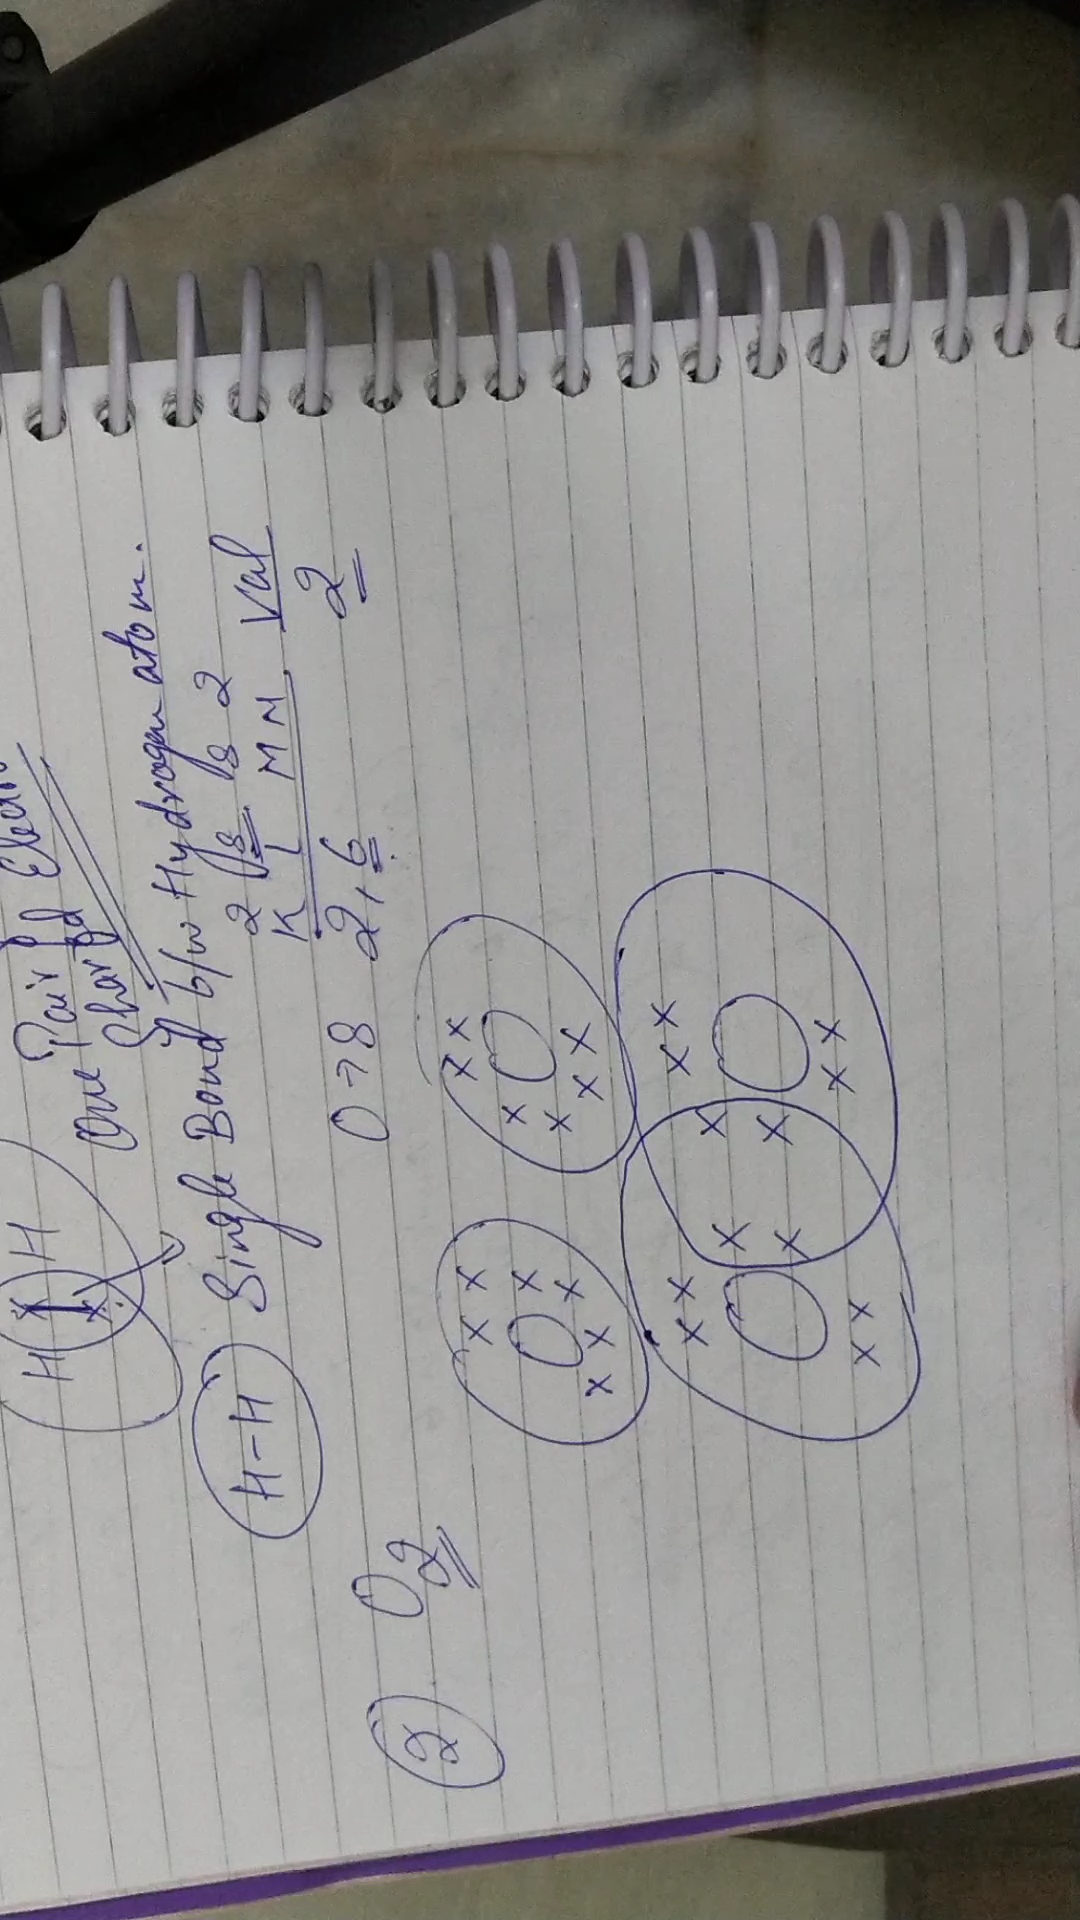 H H
One Pair of
Shared
H-H Single Bond b/w Hydrogen atom.
2 8 8 2
K L M N Val
② O2 O→8 2,6 2
x x x x x x
O O
x x x x x x
x x x x
O x x x x O
x x x x